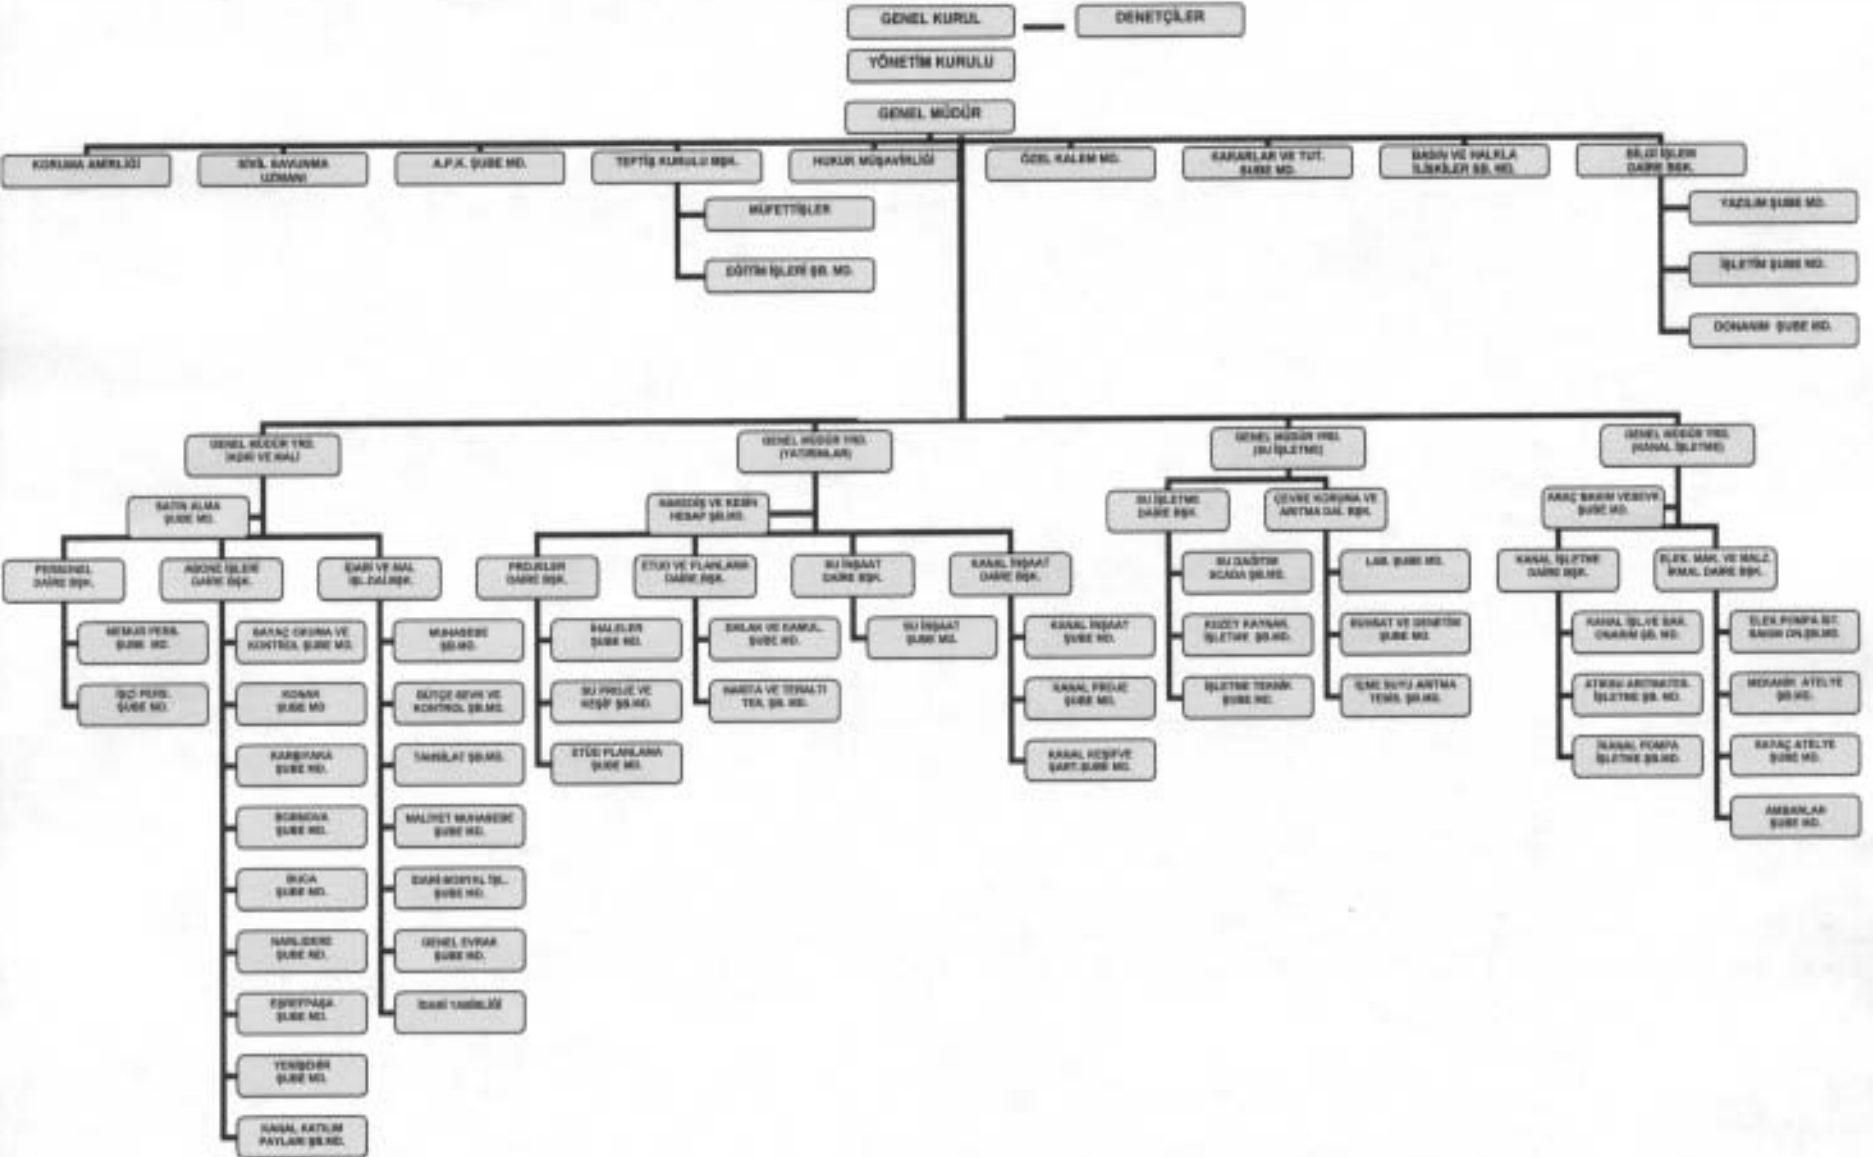 GENEL KURUL
DENETÇİLER
YÖNETİM KURULU
GENEL MÜDÜR
KORUMA AMİRLİĞİ
SİVİL SAVUNMA
UZMANI
A.P.K. ŞUBE MD.
TEFTİŞ KURULU BŞK.
HUKUK MÜŞAVİRLİĞİ
ÖZEL KALEM MD.
KARARLAR VE TUT.
ŞUBE MD.
BASIN VE HALKLA
İLİŞKİLER ŞB. MD.
BİLGİ İŞLEM
DAİRE BŞK.
MÜFETTİŞLER
EĞİTİM İŞLERİ ŞB. MD.
YAZILIM ŞUBE MD.
İŞLETİM ŞUBE MD.
DONANIM ŞUBE MD.
GENEL MÜDÜR YRD.
İDARİ VE MALİ
GENEL MÜDÜR YRD.
(YATIRIMLAR)
GENEL MÜDÜR YRD.
(SU İŞLETME)
GENEL MÜDÜR YRD.
(KANAL İŞLETME)
SATIN ALMA
ŞUBE MD.
HAKEDİŞ VE KESİN
HESAP ŞB.MD.
SU İŞLETME
DAİRE BŞK.
ÇEVRE KORUMA VE
ARITMA DAİ. BŞK.
ARAÇ BAKIM VE SEVK
ŞUBE MD.
PERSONEL
DAİRE BŞK.
ABONE İŞLERİ
DAİRE BŞK.
İDARİ VE MAL
İŞL.DAİ.BŞK.
PROJELER
DAİRE BŞK.
ETUD VE PLANLAMA
DAİRE BŞK.
SU İNŞAAT
DAİRE BŞK.
KANAL İNŞAAT
DAİRE BŞK.
KANAL İŞLETME
DAİRE BŞK.
ELEK. MAK. VE MALZ.
İKMAL DAİRE BŞK.
MEMUR PERS.
ŞUBE MD.
İŞÇİ PERS.
ŞUBE MD.
SAYAÇ OKUMA VE
KONTROL ŞUBE MD.
KONAK
ŞUBE MD
KARŞIYAKA
ŞUBE MD.
BORNOVA
ŞUBE MD.
BUCA
ŞUBE MD.
NARLIDERE
ŞUBE MD.
EŞREFPAŞA
ŞUBE MD.
YENİŞEHİR
ŞUBE MD.
KANAL KATILIM
PAYLARI ŞB.MD.
MUHASEBE
ŞB.MD.
BÜTÇE SEVK VE
KONTROL ŞB.MD.
TAHSİLAT ŞB.MD.
MALİYET MUHASEBE
ŞUBE MD.
İDARİ-SOSYAL İŞL.
ŞUBE MD.
GENEL EVRAK
ŞUBE MD.
İDARİ
İHALELER
ŞUBE MD.
SU PROJE VE
KEŞİF ŞB.MD.
ETÜD PLANLAMA
ŞUBE MD.
EMLAK VE KAMUL.
ŞUBE MD.
HARİTA VE YERALTI
TES. ŞB. MD.
SU İNŞAAT
ŞUBE MD.
KANAL İNŞAAT
ŞUBE MD.
KANAL PROJE
ŞUBE MD.
KANAL KEŞİF VE
ŞART.ŞUBE MD.
SU DAĞITIM
SCADA ŞB.MD.
KUZEY KAYNAK.
İŞLETME ŞB.MD.
İŞLETME TEKNİK
ŞUBE MD.
LAB. ŞUBE MD.
RUHSAT VE DENETİM
ŞUBE MD.
İÇME SUYU ARITMA
TESİS. ŞB.MD.
KANAL İŞL.VE BAK.
ONARIM ŞB. MD.
ATIKSU ARITMA TES.
İŞLETME ŞB. MD.
KANAL POMPA
İŞLETME ŞB.MD.
ELEK.POMPA İST.
BAKIM ON.ŞB.MD.
MEKANİK ATELYE
ŞB.MD.
SAYAÇ ATELYE
ŞUBE MD.
AMBARLAR
ŞUBE MD.